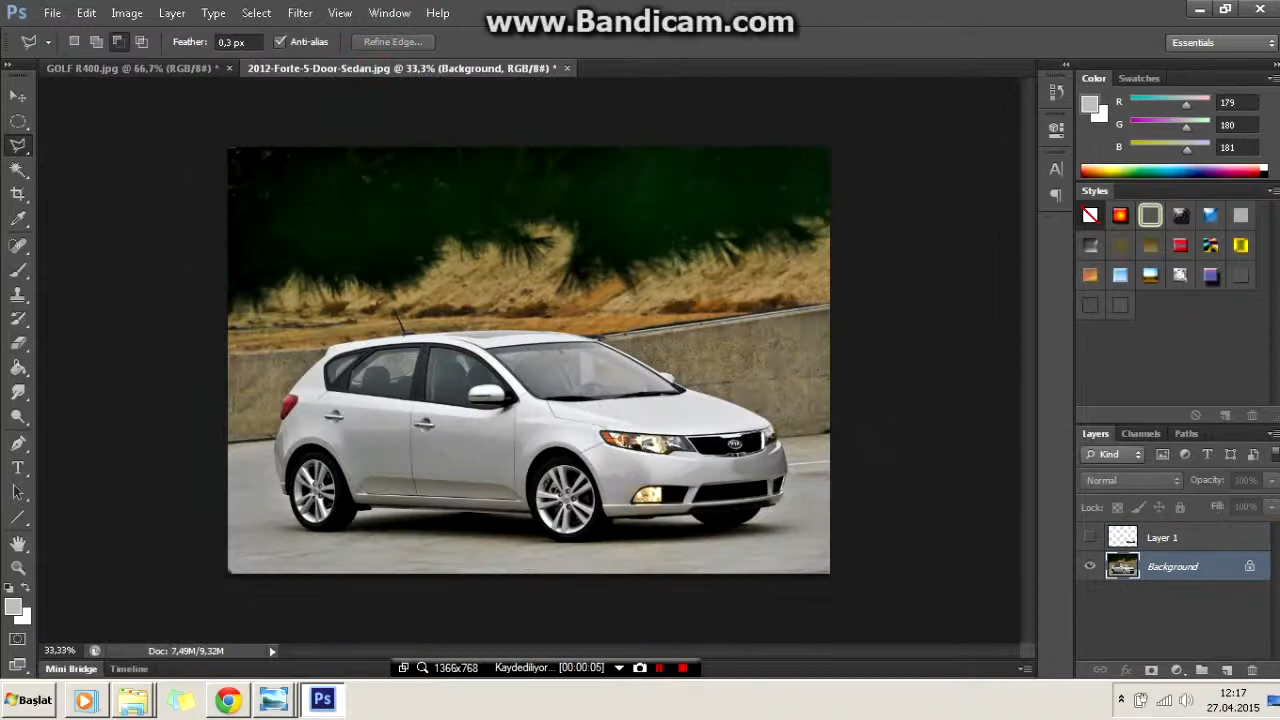 Ps File Edit Image Layer Type Select Filter View Window Help
www.Bandicam.com
Feather: 0,3 px Anti-alias Refine Edge... Essentials
GOLF R400.jpg @ 66,7% (RGB/8#) * × 2012-Forte-5-Door-Sedan.jpg @ 33,3% (Background, RGB/8#) * ×
Color Swatches
R 179
G 180
B 181
Styles
KIA
Layers Channels Paths
Kind
Normal Opacity: 100%
Lock: Fill: 100%
Layer 1
Background
33,33% Doc: 7,49M/9,32M
Mini Bridge Timeline
1366x768 Kaydediliyor... [00:00:05]
Başlat Ps
12:17
27.04.2015